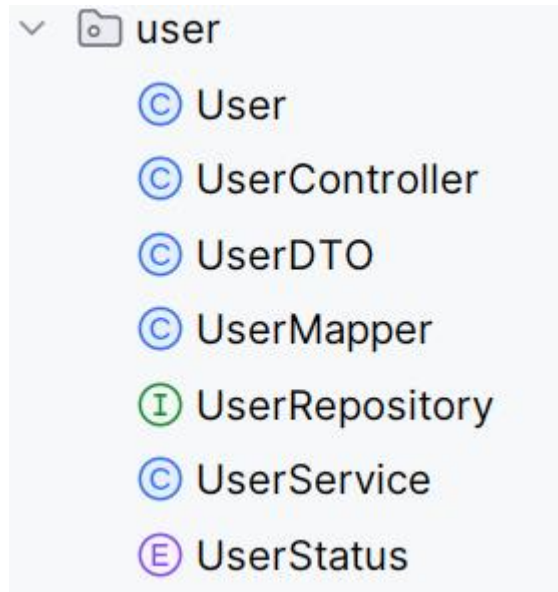 user
C User
C UserController
C UserDTO
C UserMapper
I UserRepository
C UserService
E UserStatus